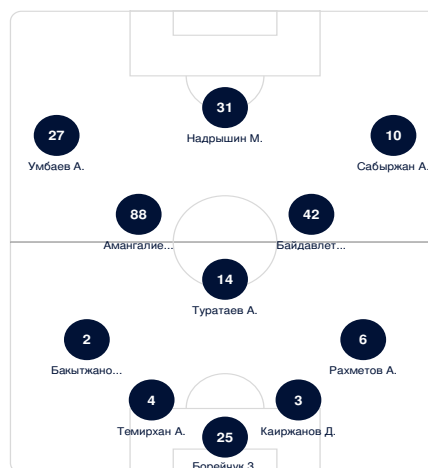 31
Надрышин М.
27
10
Умбаев А.
Сабыржан А.
88
42
Амангалие...
Байдавлет...
14
Туратаев А.
2
6
Бакытжано...
Рахметов А.
4
3
Темирхан А.
Каиржанов Д.
25
Борейчук З.